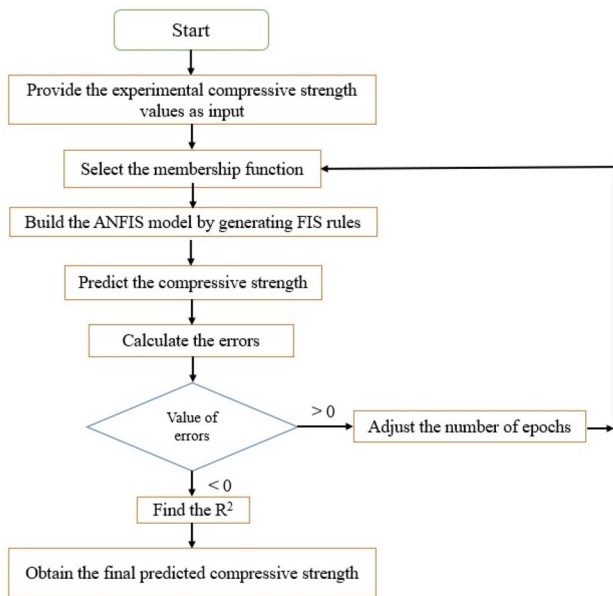 Start
Provide the experimental compressive strength
values as input
Select the membership function
Build the ANFIS model by generating FIS rules
Predict the compressive strength
Calculate the errors
Value of
errors
> 0
Adjust the number of epochs
< 0
Find the R²
Obtain the final predicted compressive strength